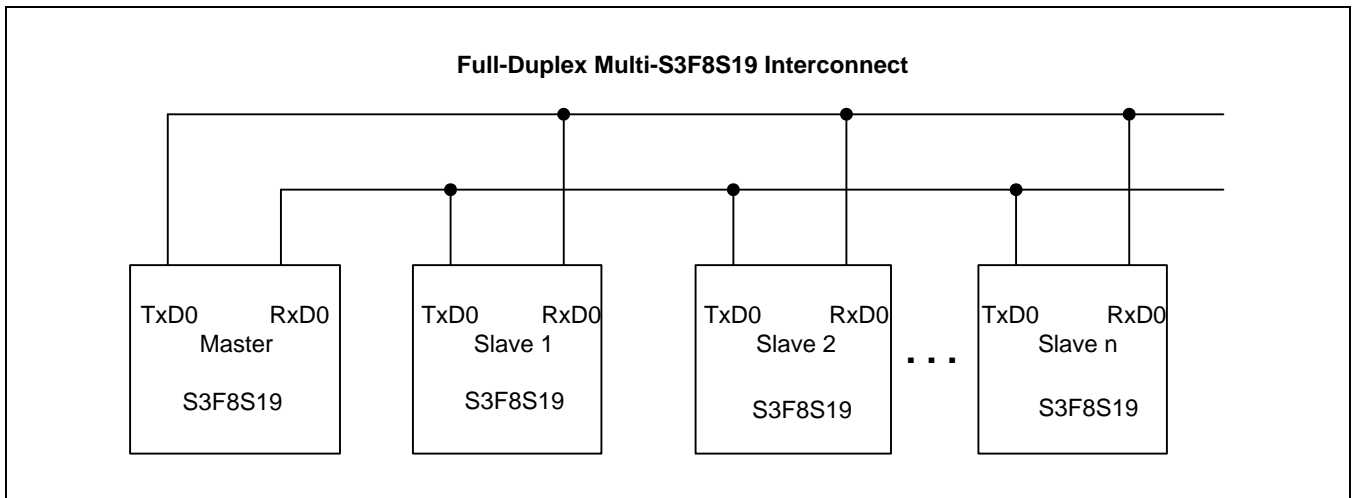 Full-Duplex Multi-S3F8S19 Interconnect
TxD0 RxD0
Master
S3F8S19
TxD0 RxD0
Slave 1
S3F8S19
TxD0 RxD0
Slave 2
S3F8S19
. . .
TxD0 RxD0
Slave n
S3F8S19